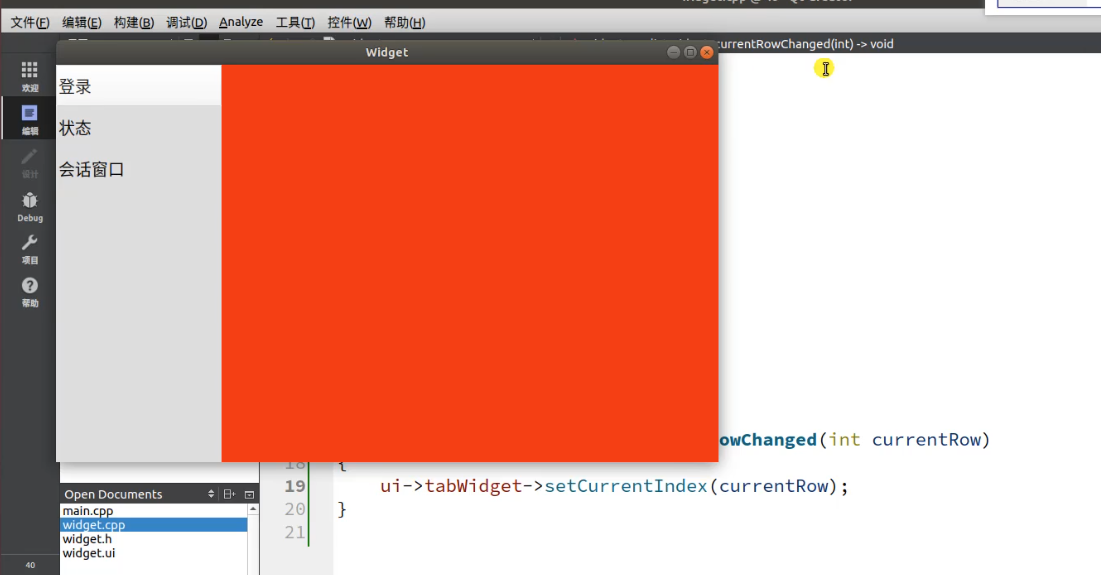 文件(F) 编辑(E) 构建(B) 调试(D) Analyze 工具(T) 控件(W) 帮助(H)
Widget
currentRowChanged(int) -> void
欢迎
编辑
设计
Debug
项目
帮助
登录
状态
会话窗口
owChanged(int currentRow)
18 {
19 ui->tabWidget->setCurrentIndex(currentRow);
20 }
21
Open Documents
main.cpp
widget.cpp
widget.h
widget.ui
40